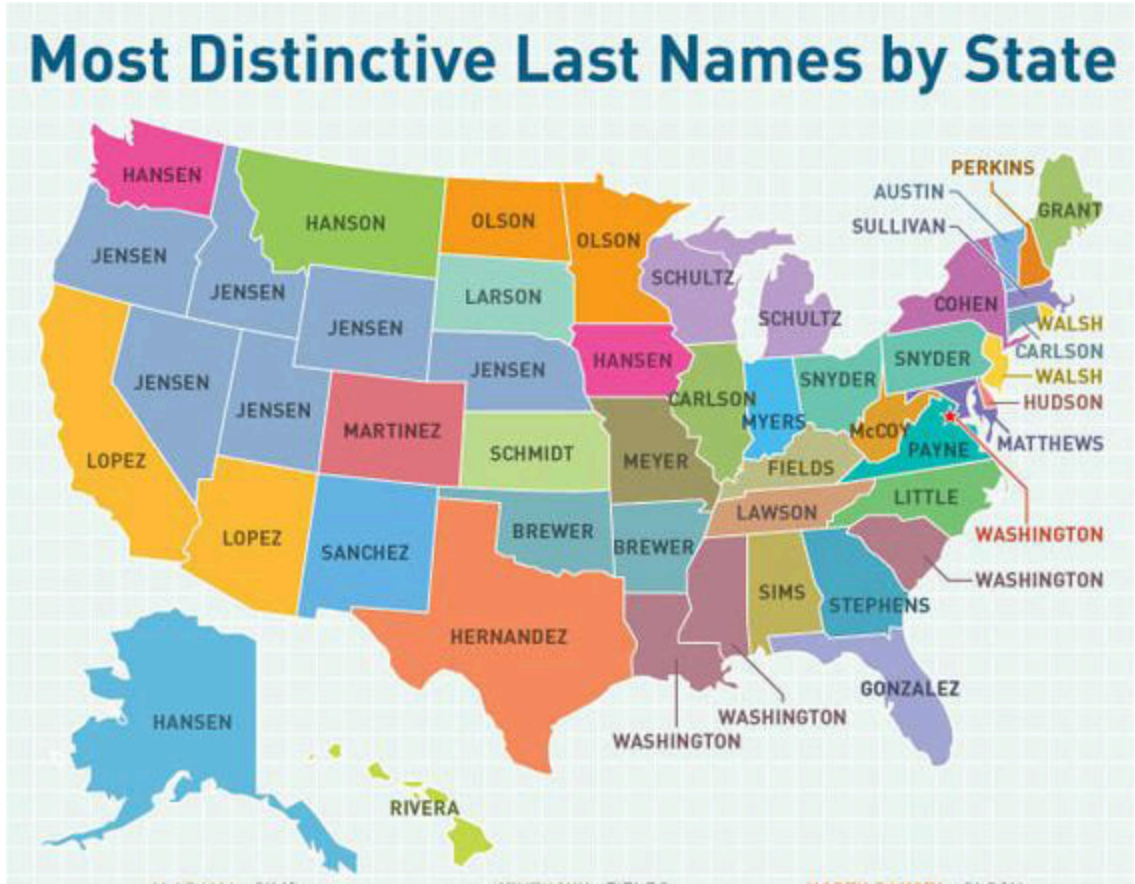 Most Distinctive Last Names by State
HANSEN
HANSON
OLSON
OLSON
PERKINS
AUSTIN
SULLIVAN
GRANT
JENSEN
JENSEN
JENSEN
LARSON
SCHULTZ
SCHULTZ
COHEN
WALSH
CARLSON
WALSH
HUDSON
MATTHEWS
JENSEN
JENSEN
JENSEN
HANSEN
CARLSON
MYERS
SNYDER
SNYDER
LOPEZ
MARTINEZ
SCHMIDT
MEYER
FIELDS
McCOY
PAYNE
LOPEZ
SANCHEZ
BREWER
BREWER
LAWSON
LITTLE
WASHINGTON
WASHINGTON
HERNANDEZ
SIMS
STEPHENS
GONZALEZ
WASHINGTON
WASHINGTON
HANSEN
RIVERA